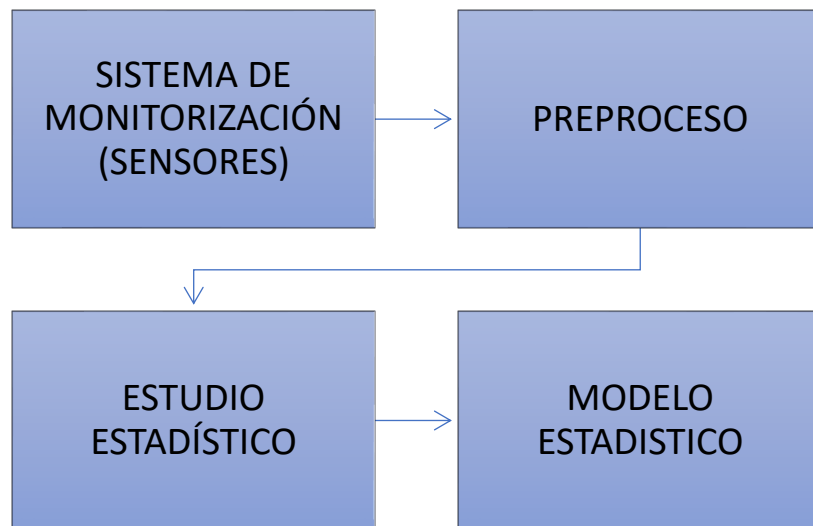 SISTEMA DE
MONITORIZACIÓN
(SENSORES)
PREPROCESO
ESTUDIO
ESTADÍSTICO
MODELO
ESTADISTICO